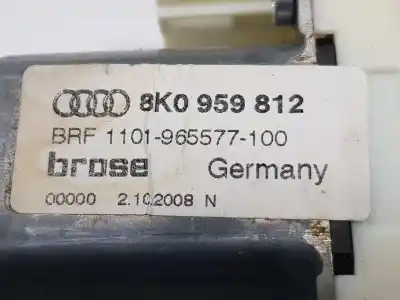 8K0 959 812
BRF 1101-965577-100
brose Germany
00000 2.10.2008 N